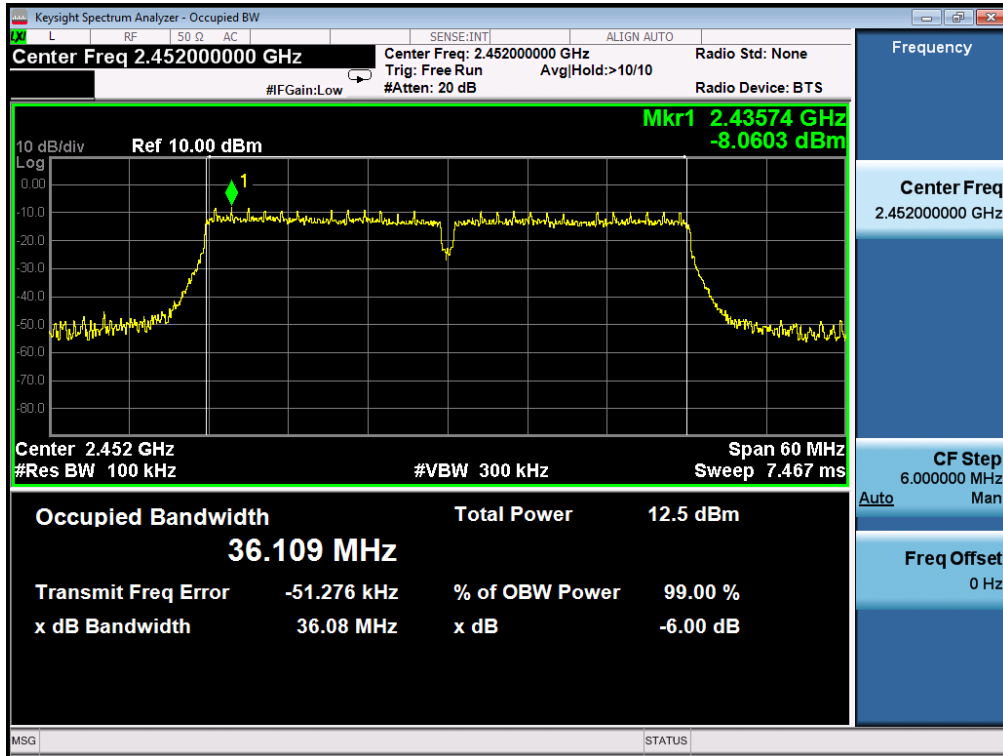 Keysight Spectrum Analyzer - Occupied BW
LXI L RF 50 Ω AC SENSE:INT ALIGN AUTO
Center Freq 2.452000000 GHz
Center Freq: 2.452000000 GHz Radio Std: None
Trig: Free Run Avg|Hold:>10/10
#IFGain:Low #Atten: 20 dB Radio Device: BTS
Mkr1 2.43574 GHz
-8.0603 dBm
10 dB/div Ref 10.00 dBm
Log
0.00
-10.0
-20.0
-30.0
-40.0
-50.0
-60.0
-70.0
-80.0
1
Center 2.452 GHz Span 60 MHz
#Res BW 100 kHz #VBW 300 kHz Sweep 7.467 ms
Occupied Bandwidth Total Power 12.5 dBm
36.109 MHz
Transmit Freq Error -51.276 kHz % of OBW Power 99.00 %
x dB Bandwidth 36.08 MHz x dB -6.00 dB
MSG STATUS
Frequency
Center Freq
2.452000000 GHz
CF Step
6.000000 MHz
Auto Man
Freq Offset
0 Hz